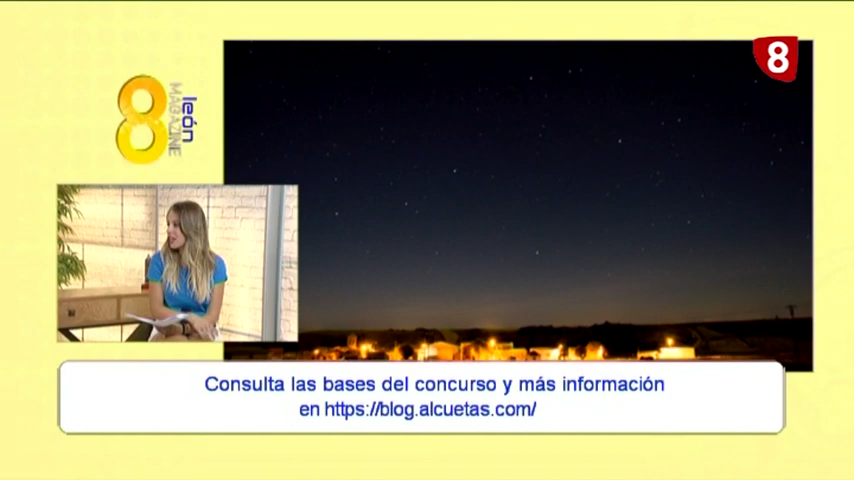 8
león
MAGAZINE
8
Consulta las bases del concurso y más información
en https://blog.alcuetas.com/